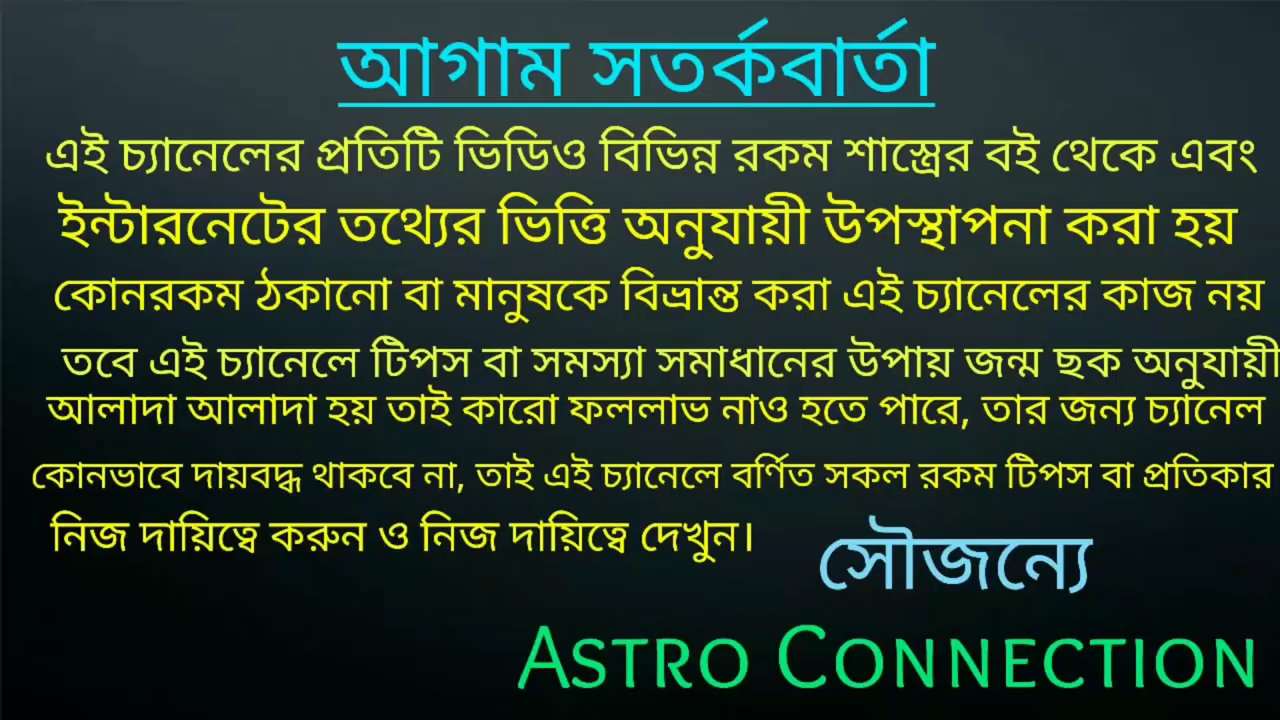 আগাম সতর্কবার্তা
এই চ্যানেলের প্রতিটি ভিডিও বিভিন্ন রকম শাস্ত্রের বই থেকে এবং
ইন্টারনেটের তথ্যের ভিত্তি অনুযায়ী উপস্থাপনা করা হয়
কোনরকম ঠকানো বা মানুষকে বিভ্রান্ত করা এই চ্যানেলের কাজ নয়
তবে এই চ্যানেলে টিপস বা সমস্যা সমাধানের উপায় জন্ম ছক অনুযায়ী
আলাদা আলাদা হয় তাই কারো ফললাভ নাও হতে পারে, তার জন্য চ্যানেল
কোনভাবে দায়বদ্ধ থাকবে না, তাই এই চ্যানেলে বর্ণিত সকল রকম টিপস বা প্রতিকার
নিজ দায়িত্বে করুন ও নিজ দায়িত্বে দেখুন।
সৌজন্যে
Astro Connection